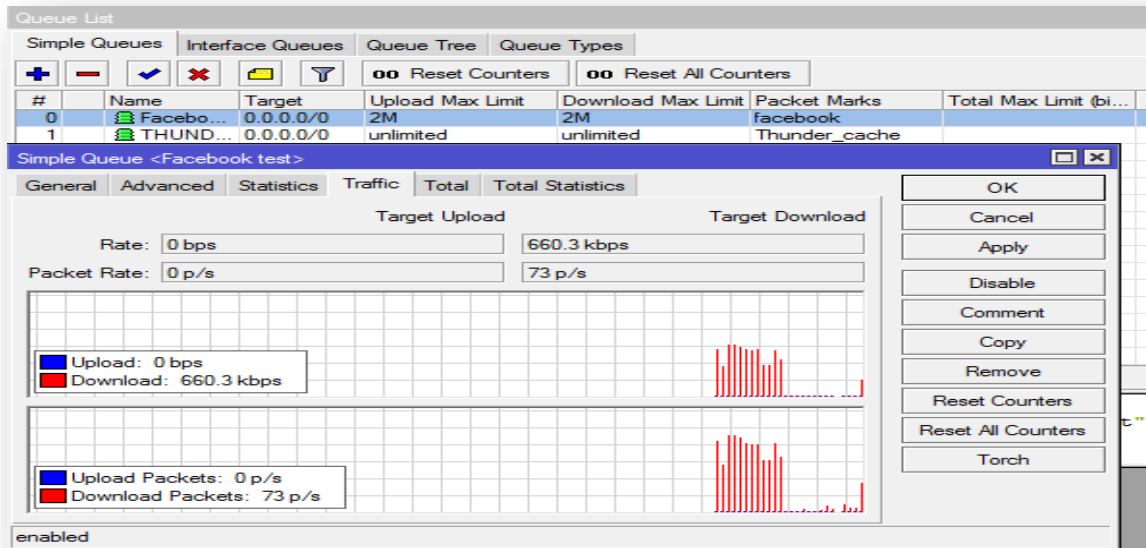 Queue List
Simple Queues Interface Queues Queue Tree Queue Types
00 Reset Counters 00 Reset All Counters
# Name Target Upload Max Limit Download Max Limit Packet Marks Total Max Limit (bi...
0 Facebo... 0.0.0.0/0 2M 2M facebook
1 THUND... 0.0.0.0/0 unlimited unlimited Thunder_cache
Simple Queue <Facebook test>
General Advanced Statistics Traffic Total Total Statistics
OK
Target Upload Target Download
Cancel
Rate: 0 bps 660.3 kbps
Apply
Packet Rate: 0 p/s 73 p/s
Disable
Comment
Copy
Upload: 0 bps
Remove
Download: 660.3 kbps
Reset Counters
t"
Reset All Counters
Torch
Upload Packets: 0 p/s
Download Packets: 73 p/s
enabled